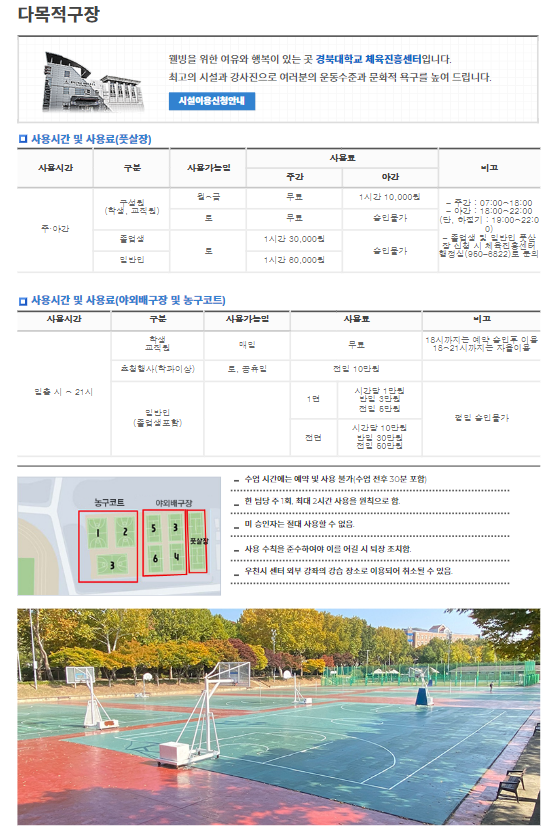 다목적구장
웰빙을 위한 여유와 행복이 있는 곳 경북대학교 체육진흥센터입니다.
최고의 시설과 강사진으로 여러분의 운동수준과 문화적 욕구를 높여 드립니다.
시설이용신청안내
사용시간 및 사용료(풋살장)
사용시간 구분 사용가능일 사용료 비고
주간 야간
주·야간
구성원
(학생, 교직원)
월~금 무료 1시간 10,000원
토 무료 승인불가
졸업생 토 1시간 30,000원 승인불가
일반인 1시간 60,000원
- 주간 : 07:00~18:00
- 야간 : 18:00~22:00
(단, 하절기 : 19:00~22:0
0)
- 졸업생 및 일반인 풋살
장 신청 시 체육진흥센터
행정실(950-6822)로 문의
사용시간 및 사용료(야외배구장 및 농구코트)
사용시간 구분 사용가능일 사용료 비고
일출 시 ~ 21시
학생
교직원
매일 무료
18시까지는 예약 승인후 이용
18~21시까지는 자율이용
초청행사(학과이상) 토, 공휴일 전일 10만원
일반인
(졸업생포함)
1면
시간당 1만원
반일 3만원
전일 5만원
전면
시간당 10만원
반일 30만원
전일 60만원
평일 승인불가
농구코트 야외배구장
1 2 3
5 3 6 4
풋살장
- 수업 시간에는 예약 및 사용 불가(수업 전후 30분 포함)
- 한 팀당 주 1회, 최대 2시간 사용을 원칙으로 함.
- 미 승인자는 절대 사용할 수 없음.
- 사용 수칙을 준수하여야 이를 어길 시 퇴장 조치함.
- 우천시 센터 외부 강좌의 강습 장소로 이용되어 취소될 수 있음.